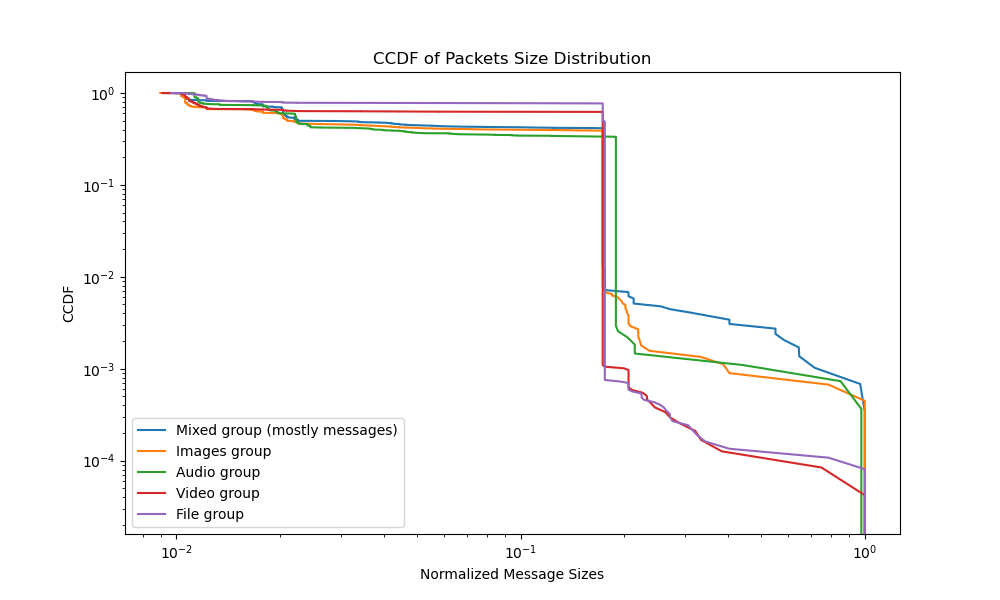 CCDF of Packets Size Distribution
CCDF
10⁰
10⁻¹
10⁻²
10⁻³
10⁻⁴
Mixed group (mostly messages)
Images group
Audio group
Video group
File group
10⁻² 10⁻¹ 10⁰
Normalized Message Sizes